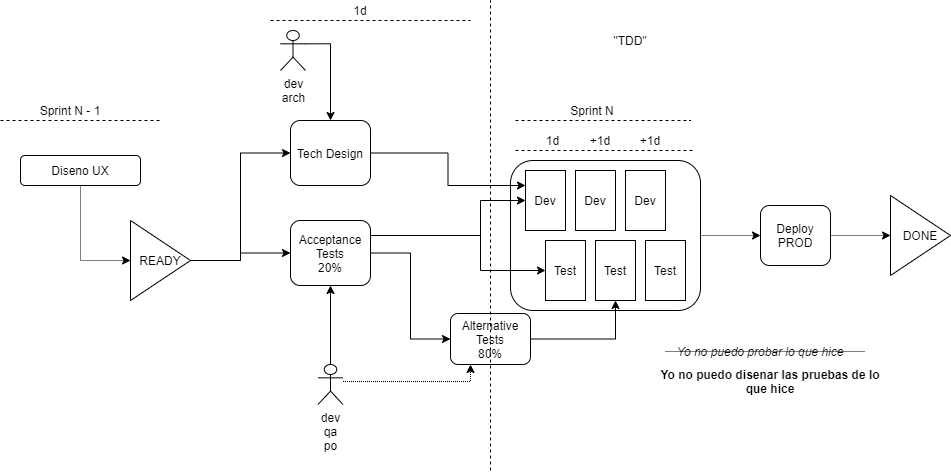 1d
"TDD"
dev
arch
Sprint N - 1
Sprint N
1d
+1d
+1d
Diseno UX
Tech Design
Dev
Dev
Dev
READY
Acceptance
Tests
20%
Test
Test
Test
Deploy
PROD
DONE
Alternative
Tests
80%
Yo no puedo probar lo que hice
Yo no puedo disenar las pruebas de lo
que hice
dev
qa
po